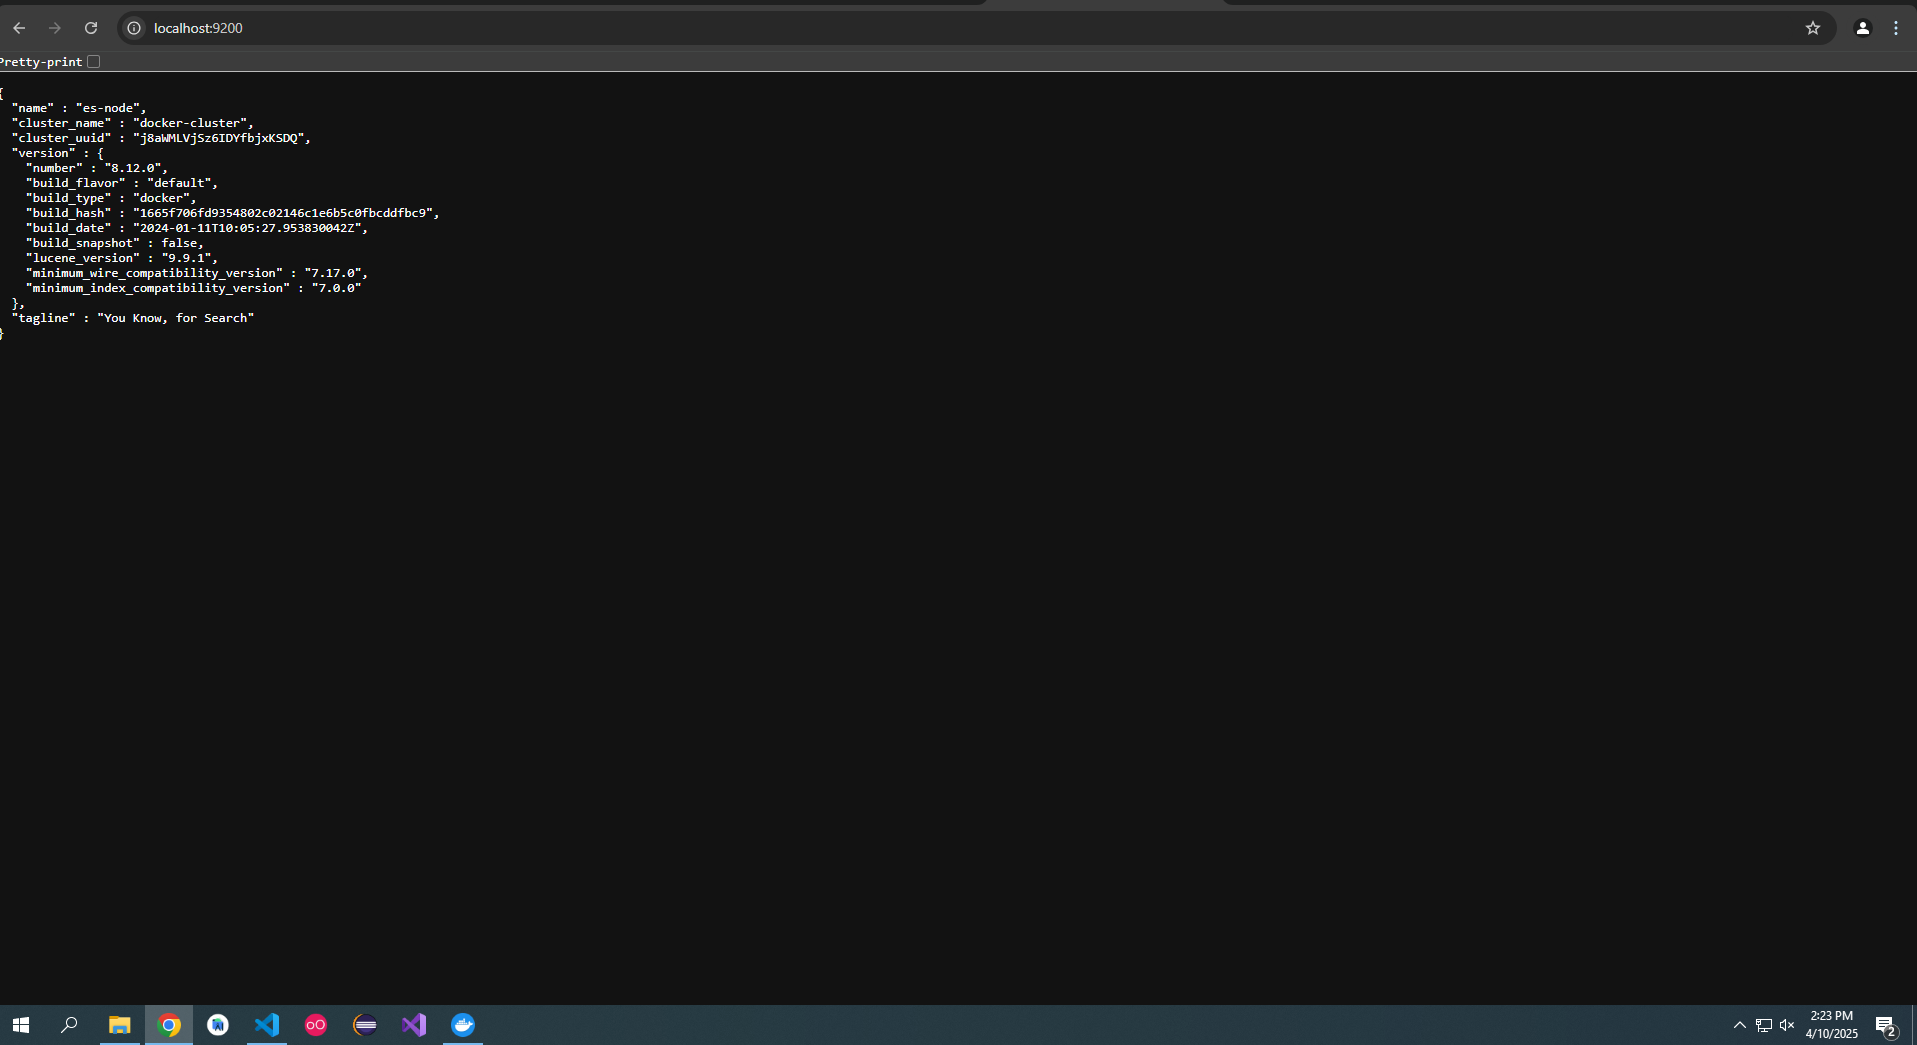 localhost:9200
Pretty-print
{
"name" : "es-node",
"cluster_name" : "docker-cluster",
"cluster_uuid" : "j8aWMLVjSz6IDYfbjxKSDQ",
"version" : {
"number" : "8.12.0",
"build_flavor" : "default",
"build_type" : "docker",
"build_hash" : "1665f706fd9354802c02146c1e6b5c0fbcddfbc9",
"build_date" : "2024-01-11T10:05:27.953830042Z",
"build_snapshot" : false,
"lucene_version" : "9.9.1",
"minimum_wire_compatibility_version" : "7.17.0",
"minimum_index_compatibility_version" : "7.0.0"
},
"tagline" : "You Know, for Search"
}
2:23 PM
4/10/2025
2